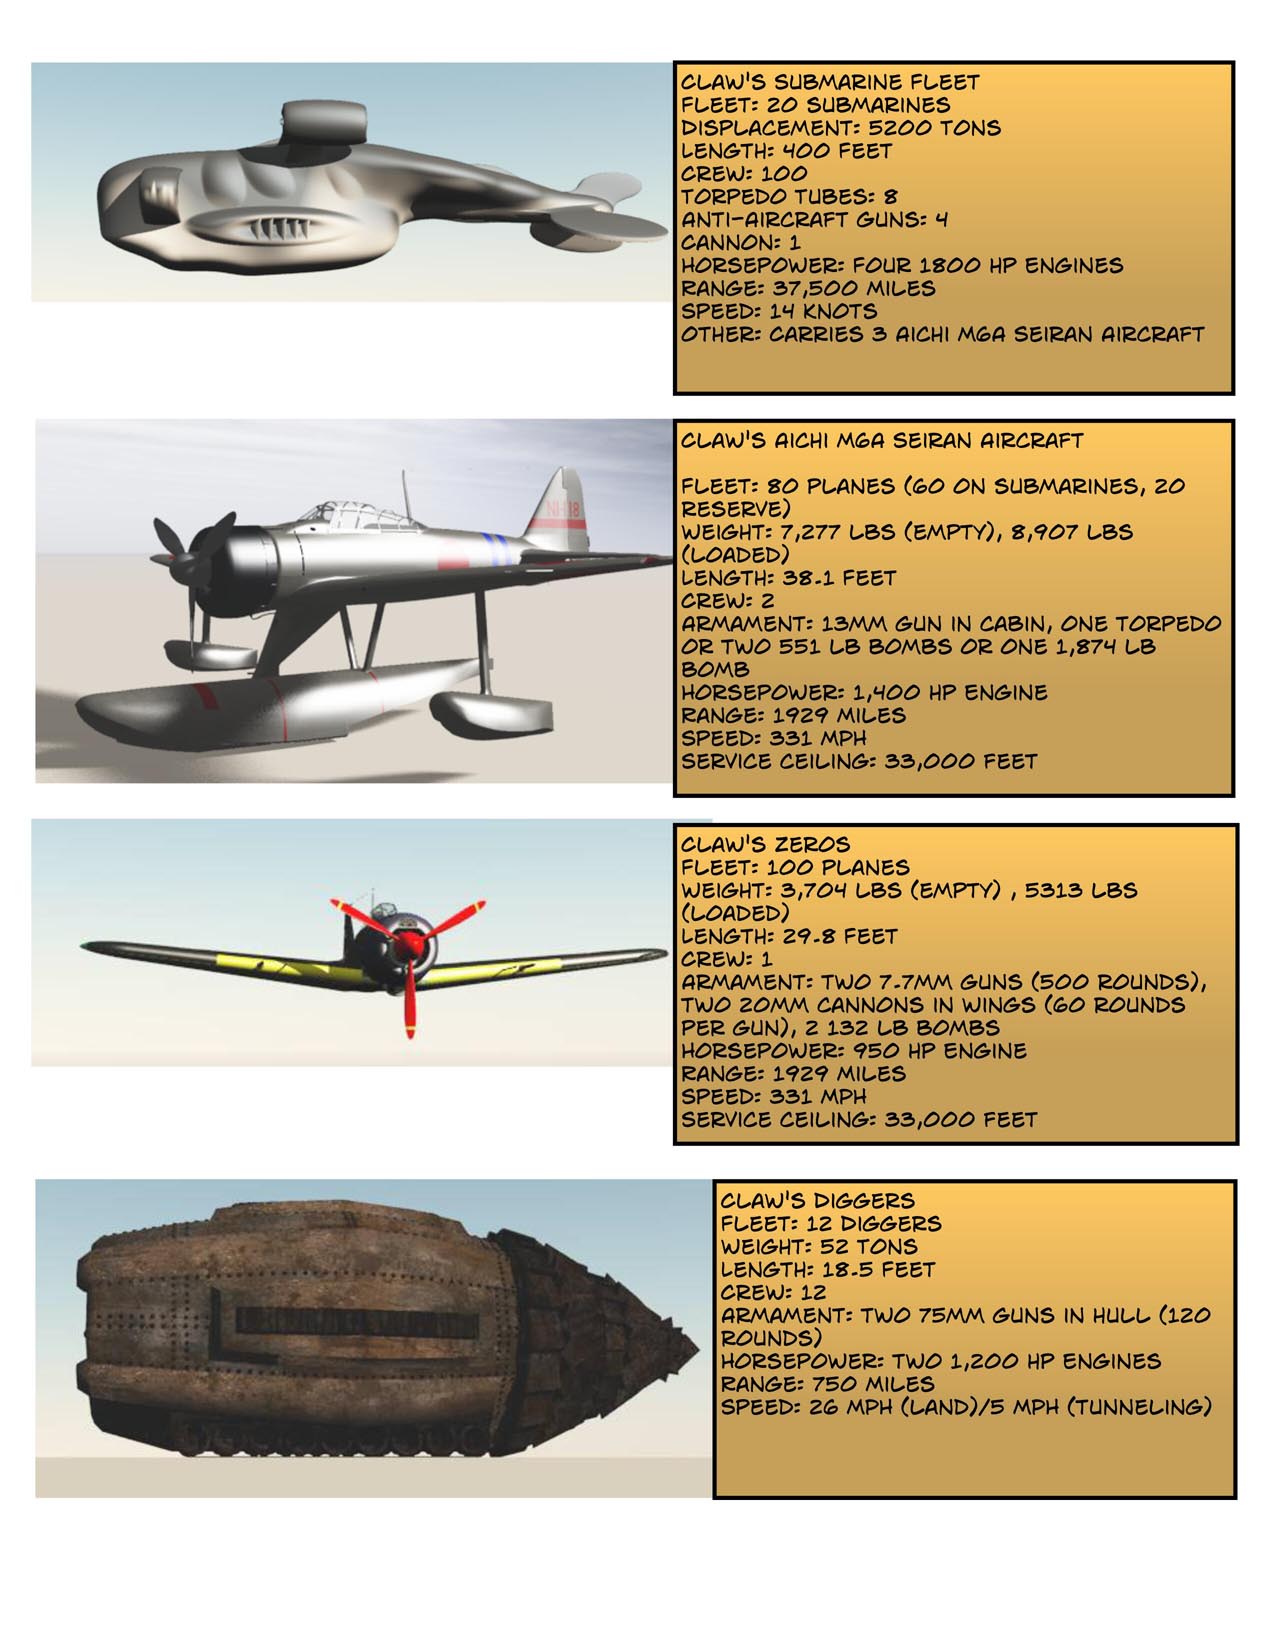 CLAW'S SUBMARINE FLEET
FLEET: 20 SUBMARINES
DISPLACEMENT: 5200 TONS
LENGTH: 400 FEET
CREW: 100
TORPEDO TUBES: 8
ANTI-AIRCRAFT GUNS: 4
CANNON: 1
HORSEPOWER: FOUR 1800 HP ENGINES
RANGE: 37,500 MILES
SPEED: 14 KNOTS
OTHER: CARRIES 3 AICHI M6A SEIRAN AIRCRAFT
CLAW'S AICHI M6A SEIRAN AIRCRAFT
FLEET: 80 PLANES (60 ON SUBMARINES, 20
RESERVE)
WEIGHT: 7,277 LBS (EMPTY), 8,907 LBS
(LOADED)
LENGTH: 38.1 FEET
CREW: 2
ARMAMENT: 13MM GUN IN CABIN, ONE TORPEDO
OR TWO 551 LB BOMBS OR ONE 1,874 LB
BOMB
HORSEPOWER: 1,400 HP ENGINE
RANGE: 1929 MILES
SPEED: 331 MPH
SERVICE CEILING: 33,000 FEET
CLAW'S ZEROS
FLEET: 100 PLANES
WEIGHT: 3,704 LBS (EMPTY) , 5313 LBS
(LOADED)
LENGTH: 29.8 FEET
CREW: 1
ARMAMENT: TWO 7.7MM GUNS (500 ROUNDS),
TWO 20MM CANNONS IN WINGS (60 ROUNDS
PER GUN), 2 132 LB BOMBS
HORSEPOWER: 950 HP ENGINE
RANGE: 1929 MILES
SPEED: 331 MPH
SERVICE CEILING: 33,000 FEET
CLAW'S DIGGERS
FLEET: 12 DIGGERS
WEIGHT: 52 TONS
LENGTH: 18.5 FEET
CREW: 12
ARMAMENT: TWO 75MM GUNS IN HULL (120
ROUNDS)
HORSEPOWER: TWO 1,200 HP ENGINES
RANGE: 750 MILES
SPEED: 26 MPH (LAND)/5 MPH (TUNNELING)